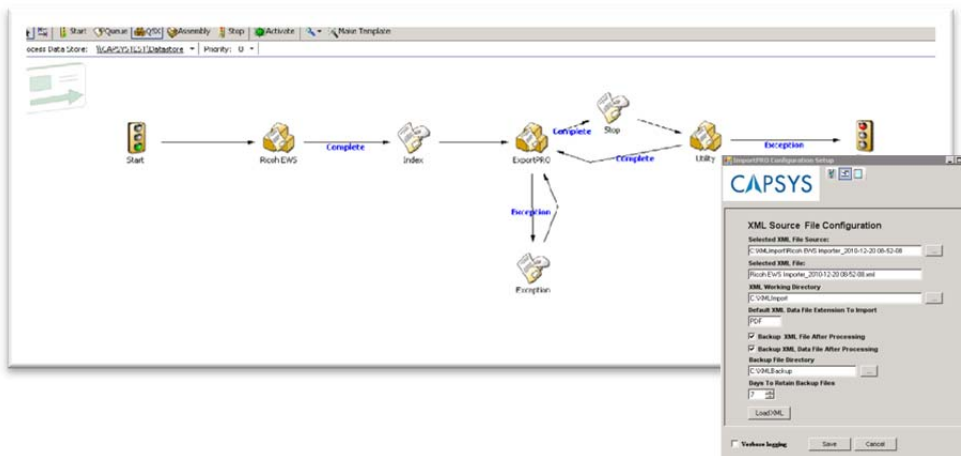 Start Queue QSX Assembly Stop Activate Make Template
ocess Data Store: \\CAPSYSTEST\Datastore Priority: 0
Start
Ricoh EWS
Complete
Index
ExportPRO
Complete
Stop
Complete
Utility
Exception
Exception
Exception
ImportPRO Configuration Setup
CAPSYS
XML Source File Configuration
Selected XML File Source:
C:\XMLImport\Ricoh EWS Importer_2010-12-20 08-52-08
Selected XML File:
Ricoh EWS Importer_2010-12-20 08-52-08.xml
XML Working Directory
C:\XMLImport
Default XML Data File Extension To Import
PDF
Backup XML File After Processing
Backup XML Data File After Processing
Backup File Directory
C:\XMLBackup
Days To Retain Backup Files
7
Load XML
Verbose logging Save Cancel